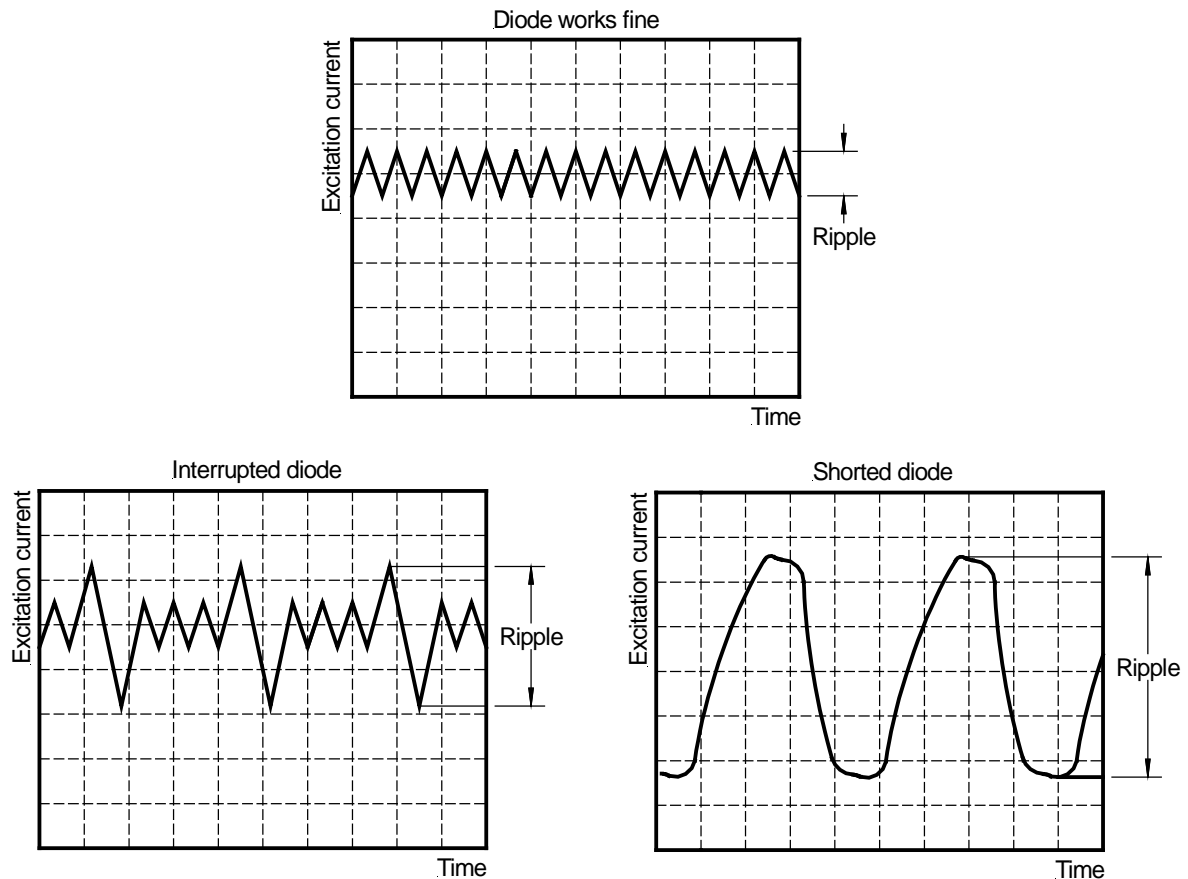 Diode works fine
Excitation current
Ripple
Time
Interrupted diode
Excitation current
Ripple
Time
Shorted diode
Excitation current
Ripple
Time